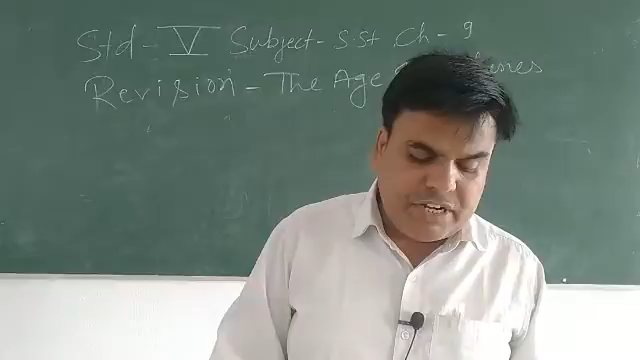 Std - V Subject - S.St Ch - 9
Revision - The Age